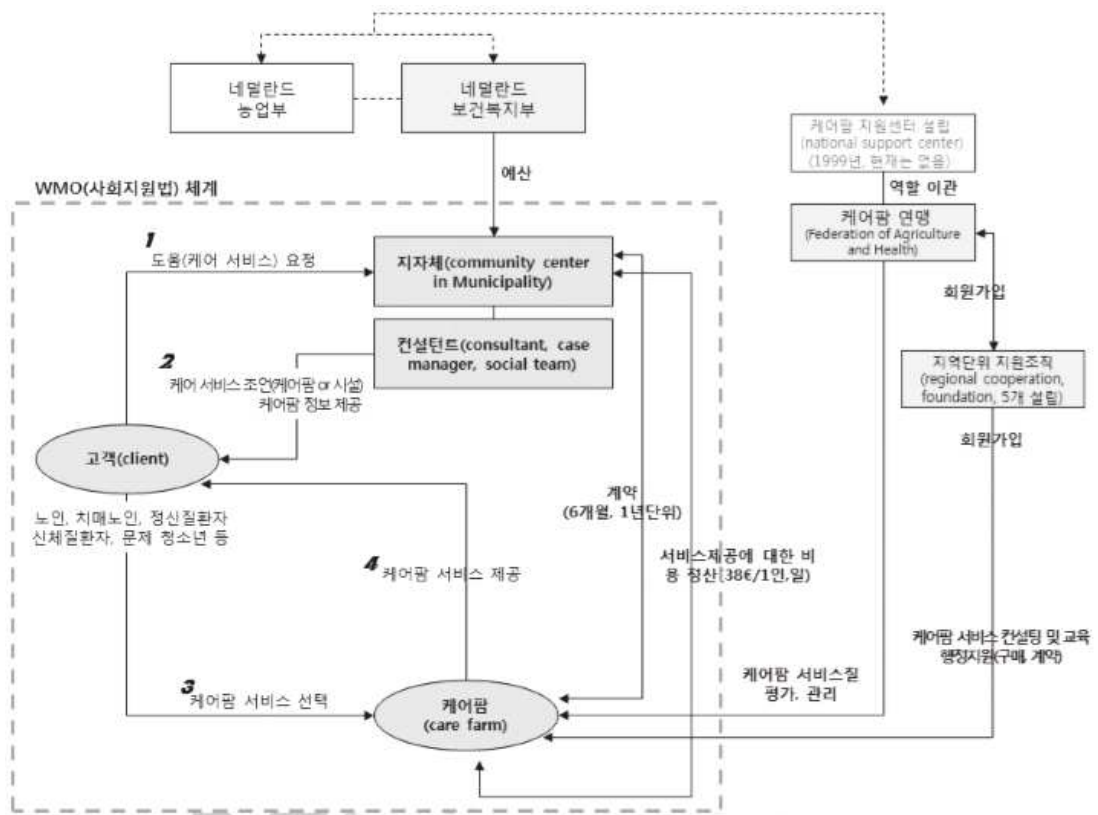 네덜란드
농업부
네덜란드
보건복지부
케어팜 지원센터 설립
(national support center)
(1999년, 현재는 없음)
예산
역할 이관
WMO(사회지원법) 체계
케어팜 연맹
(Federation of Agriculture
and Health)
1
도움(케어 서비스) 요청
지자체(community center
in Municipality)
회원가입
컨설턴트(consultant, case
manager, social team)
2
케어 서비스 조언(케어팜 or 시설)
케어팜 정보 제공
지역단위 지원조직
(regional cooperation,
foundation, 5개 설립)
회원가입
고객(client)
노인, 치매노인, 정신질환자
신체질환자, 문제 청소년 등
계약
(6개월, 1년단위)
4
케어팜 서비스 제공
서비스제공에 대한 비
용 정산(38€/1인,일)
케어팜 서비스 컨설팅 및 교육
행정지원(구매, 계약)
케어팜 서비스질
평가, 관리
3
케어팜 서비스 선택
케어팜
(care farm)